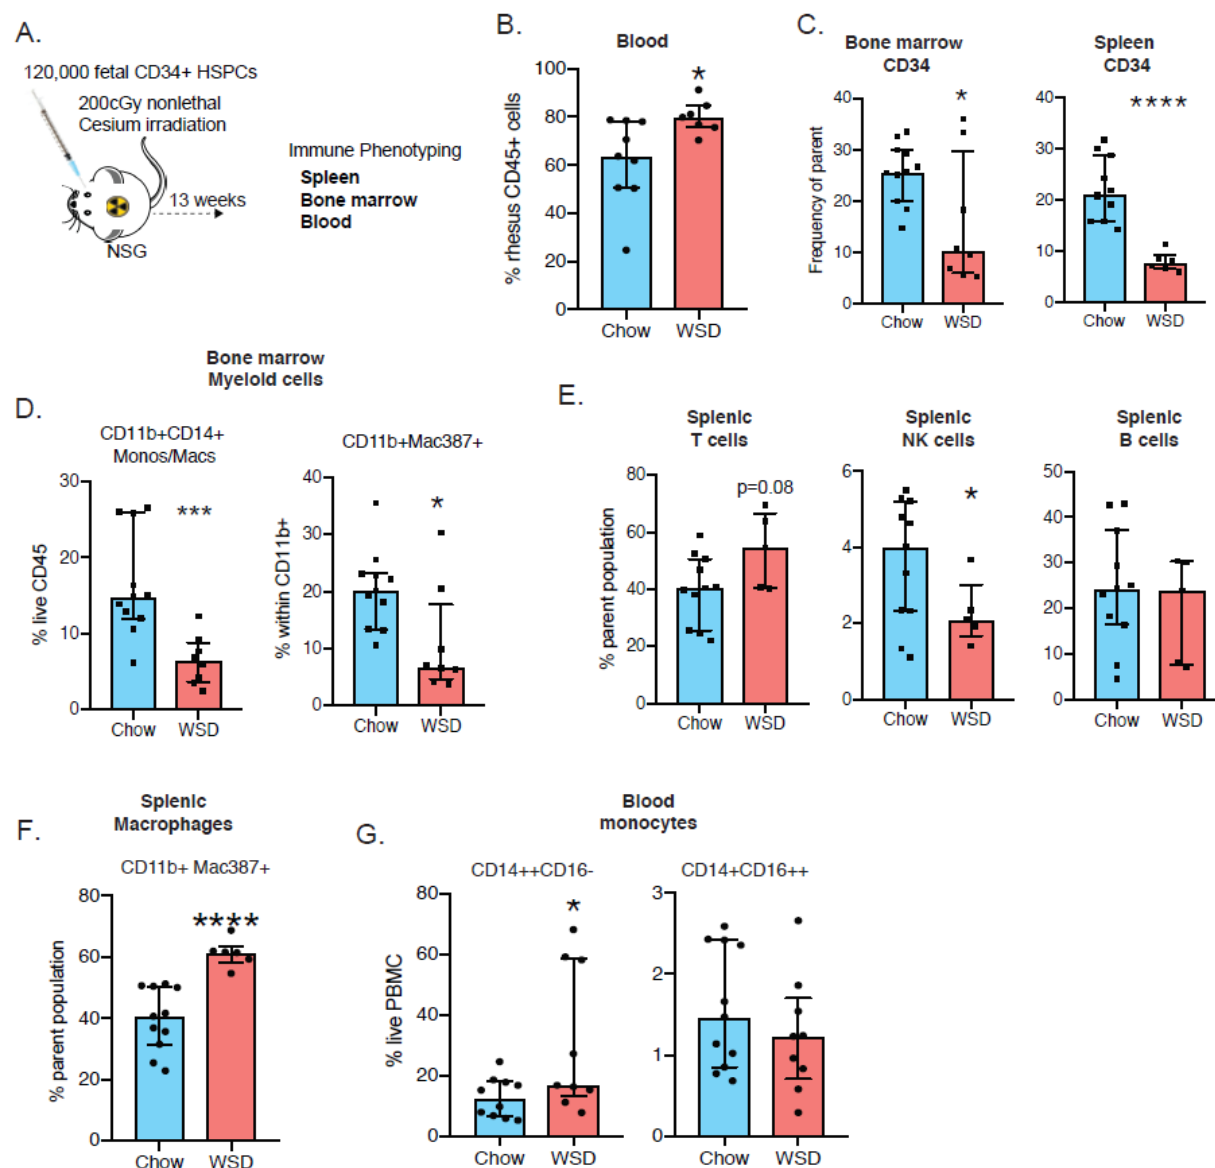 A.
120,000 fetal CD34+ HSPCs
200cGy nonlethal
Cesium irradiation
Immune Phenotyping
Spleen
Bone marrow
Blood
13 weeks
NSG
B.
Blood
*
% rhesus CD45+ cells
100
80
60
40
20
0
Chow WSD
C.
Bone marrow
CD34
*
Frequency of parent
40
30
20
10
0
Chow WSD
Spleen
CD34
****
40
30
20
10
0
Chow WSD
Bone marrow
Myeloid cells
D.
CD11b+CD14+
Monos/Macs
***
% live CD45
30
20
10
0
Chow WSD
CD11b+Mac387+
*
% within CD11b+
40
30
20
10
0
Chow WSD
E.
Splenic
T cells
p=0.08
% parent population
80
60
40
20
0
Chow WSD
Splenic
NK cells
*
6
4
2
0
Chow WSD
Splenic
B cells
50
40
30
20
10
0
Chow WSD
F.
Splenic
Macrophages
CD11b+ Mac387+
****
% parent population
80
60
40
20
0
Chow WSD
G.
Blood
monocytes
CD14++CD16-
*
% live PBMC
80
60
40
20
0
Chow WSD
CD14+CD16++
3
2
1
0
Chow WSD